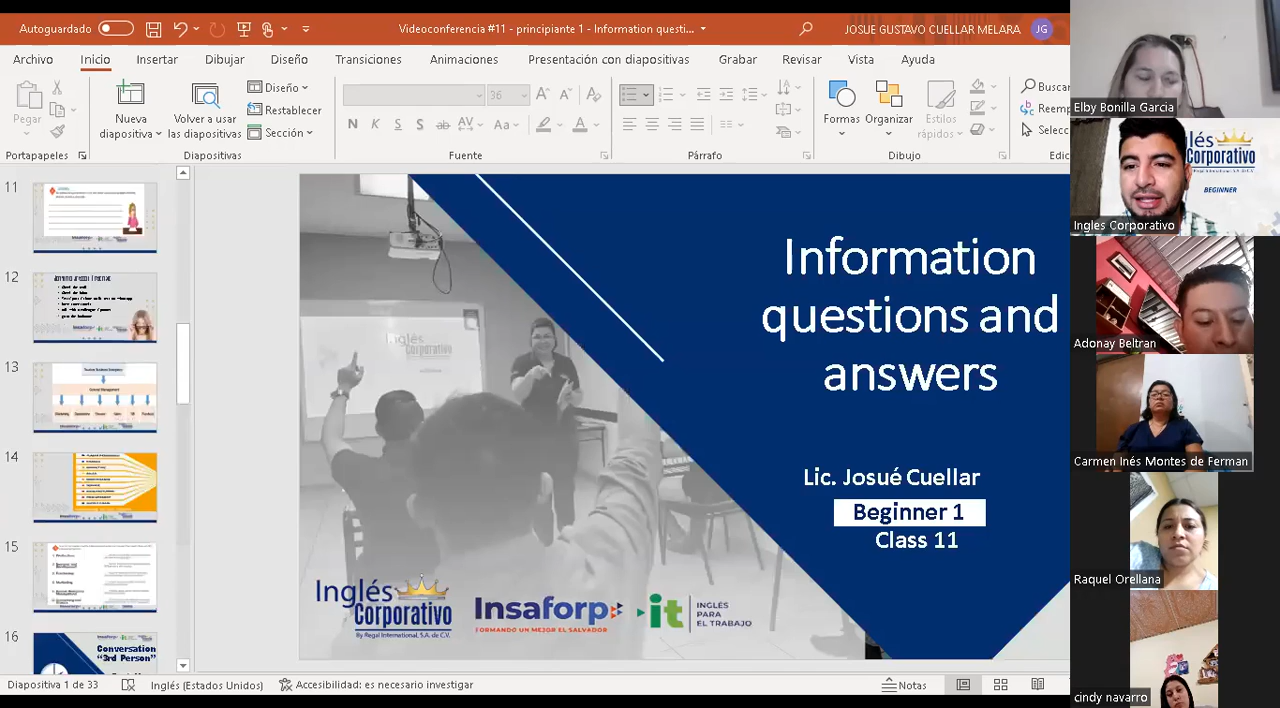 Autoguardado
Videoconferencia #11 - principiante 1 - Information questi...
JOSUE GUSTAVO CUELLAR MELARA
JG
Archivo
Inicio
Insertar
Dibujar
Diseño
Transiciones
Animaciones
Presentación con diapositivas
Grabar
Revisar
Vista
Ayuda
Pegar
Portapapeles
Nueva
diapositiva
Volver a usar
las diapositivas
Diseño
Restablecer
Sección
Diapositivas
36
Aa
Fuente
Párrafo
Formas
Organizar
Estilos
rápidos
Dibujo
Buscar
Reemp
Selecc
Edic
11
12
13
14
15
16
Conversation
"3rd Person"
Inglés
Corporativo
Information
questions and
answers
Lic. Josué Cuellar
Beginner 1
Class 11
Inglés
Corporativo
By Regal International, S.A. de C.V.
Insaforp
FORMANDO UN MEJOR EL SALVADOR
it
INGLÉS
PARA
EL TRABAJO
Diapositiva 1 de 33
Inglés (Estados Unidos)
Accesibilidad: es necesario investigar
Notas
Elby Bonilla Garcia
glés
Corporativo
BEGINNER
Ingles Corporativo
Adonay Beltran
Carmen Inés Montes de Ferman
Raquel Orellana
cindy navarro